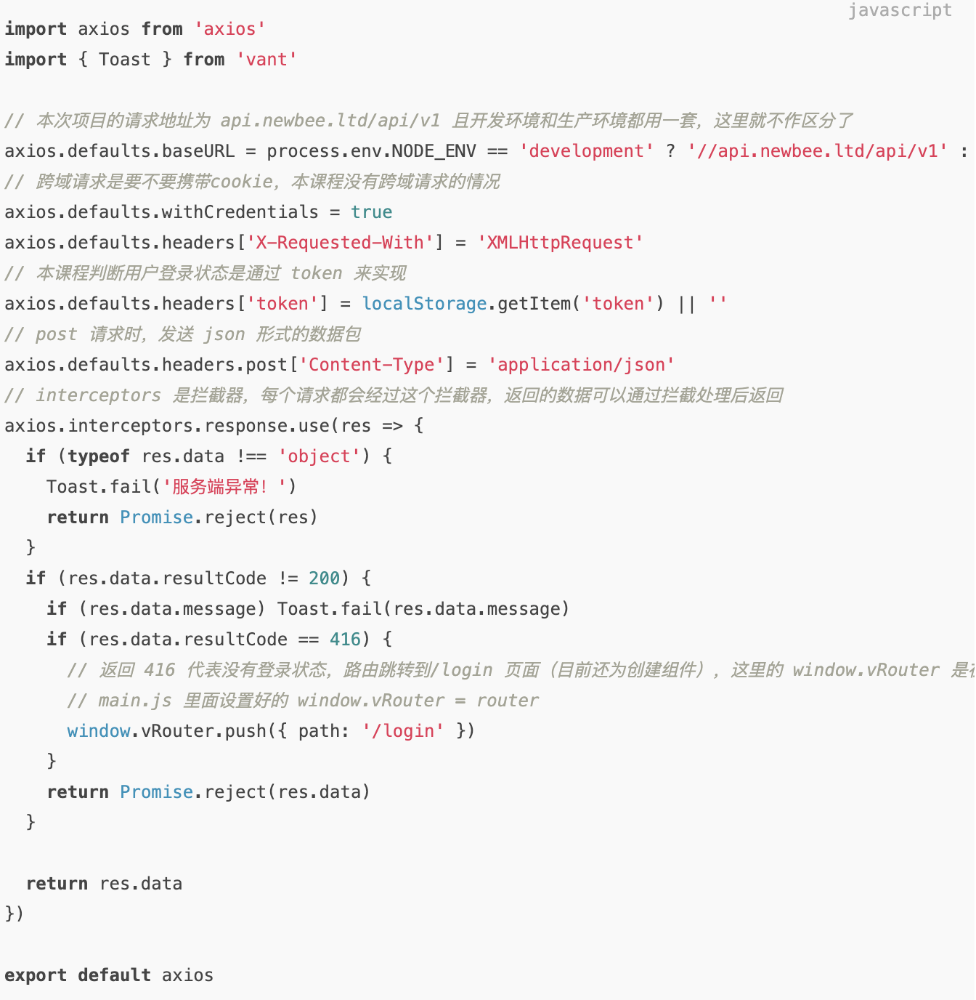 javascript
import axios from 'axios'
import { Toast } from 'vant'
// 本次项目的请求地址为 api.newbee.ltd/api/v1 且开发环境和生产环境都用一套，这里就不作区分了
axios.defaults.baseURL = process.env.NODE_ENV == 'development' ? '//api.newbee.ltd/api/v1' :
// 跨域请求是要不要携带cookie，本课程没有跨域请求的情况
axios.defaults.withCredentials = true
axios.defaults.headers['X-Requested-With'] = 'XMLHttpRequest'
// 本课程判断用户登录状态是通过 token 来实现
axios.defaults.headers['token'] = localStorage.getItem('token') || ''
// post 请求时，发送 json 形式的数据包
axios.defaults.headers.post['Content-Type'] = 'application/json'
// interceptors 是拦截器，每个请求都会经过这个拦截器，返回的数据可以通过拦截处理后返回
axios.interceptors.response.use(res => {
  if (typeof res.data !== 'object') {
    Toast.fail('服务端异常！')
    return Promise.reject(res)
  }
  if (res.data.resultCode != 200) {
    if (res.data.message) Toast.fail(res.data.message)
    if (res.data.resultCode == 416) {
      // 返回 416 代表没有登录状态，路由跳转到/login 页面（目前还为创建组件），这里的 window.vRouter 是
      // main.js 里面设置好的 window.vRouter = router
      window.vRouter.push({ path: '/login' })
    }
    return Promise.reject(res.data)
  }
  return res.data
})
export default axios